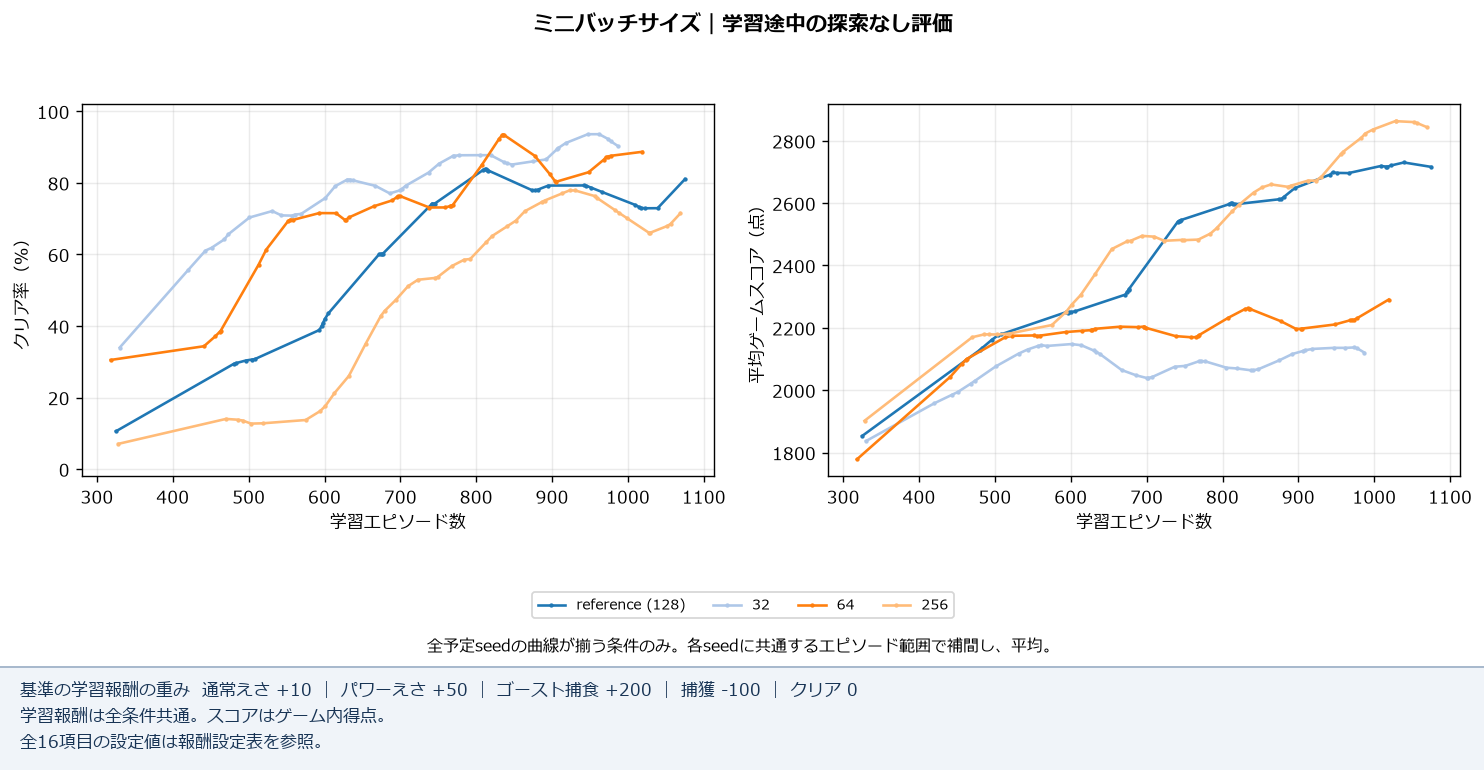 ミニバッチサイズ｜学習途中の探索なし評価
クリア率（%）
100
80
60
40
20
0
300 400 500 600 700 800 900 1000 1100
学習エピソード数
平均ゲームスコア（点）
2800
2600
2400
2200
2000
1800
300 400 500 600 700 800 900 1000 1100
学習エピソード数
reference (128) 32 64 256
全予定seedの曲線が揃う条件のみ。各seedに共通するエピソード範囲で補間し、平均。
基準の学習報酬の重み 通常えさ +10 ｜ パワーえさ +50 ｜ ゴースト捕食 +200 ｜ 捕獲 -100 ｜ クリア 0
学習報酬は全条件共通。スコアはゲーム内得点。
全16項目の設定値は報酬設定表を参照。